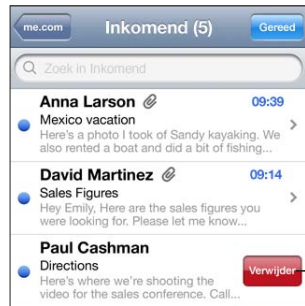 me.com Inkomend (5) Gereed
Zoek in Inkomend
Anna Larson 09:39
Mexico vacation
Here's a photo I took of Sandy kayaking. We
also rented a boat and did a bit of fishing...
David Martinez 09:14
Sales Figures
Hey Emily, Here are the sales figures you
were looking for. Please let me know...
Paul Cashman
Directions
Verwijder
Here's where we're shooting the
video for the sales conference. Call...